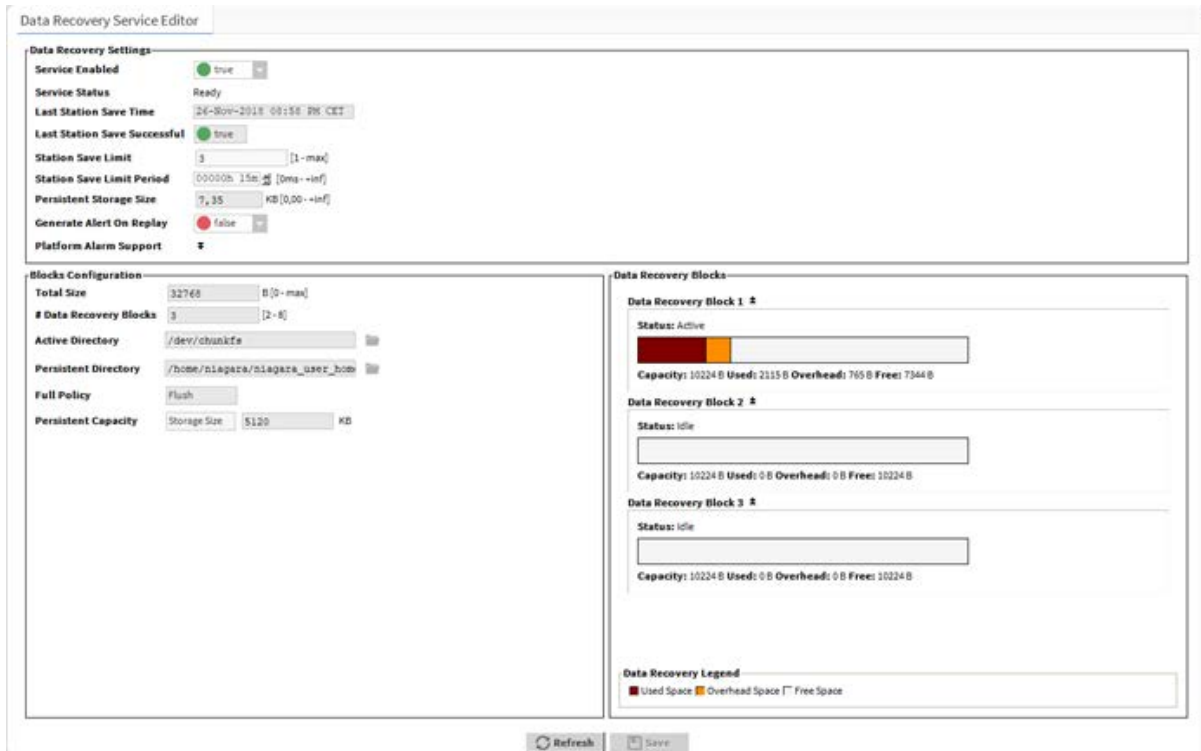 Data Recovery Service Editor
Data Recovery Settings
Service Enabled true
Service Status Ready
Last Station Save Time 26-Nov-2018 08:58 PM CET
Last Station Save Successful true
Station Save Limit 3 [1 - max]
Station Save Limit Period 00000h 15m [0ms - +inf]
Persistent Storage Size 7,35 KB [0,00 - +inf]
Generate Alert On Replay false
Platform Alarm Support
Blocks Configuration
Total Size 32768 B [0 - max]
# Data Recovery Blocks 3 [2 - 8]
Active Directory /dev/chunkfs
Persistent Directory /home/niagara/niagara_user_hom
Full Policy Flush
Persistent Capacity Storage Size 5120 KB
Data Recovery Blocks
Data Recovery Block 1
Status: Active
Capacity: 10224 B Used: 2115 B Overhead: 765 B Free: 7344 B
Data Recovery Block 2
Status: Idle
Capacity: 10224 B Used: 0 B Overhead: 0 B Free: 10224 B
Data Recovery Block 3
Status: Idle
Capacity: 10224 B Used: 0 B Overhead: 0 B Free: 10224 B
Data Recovery Legend
Used Space Overhead Space Free Space
Refresh Save